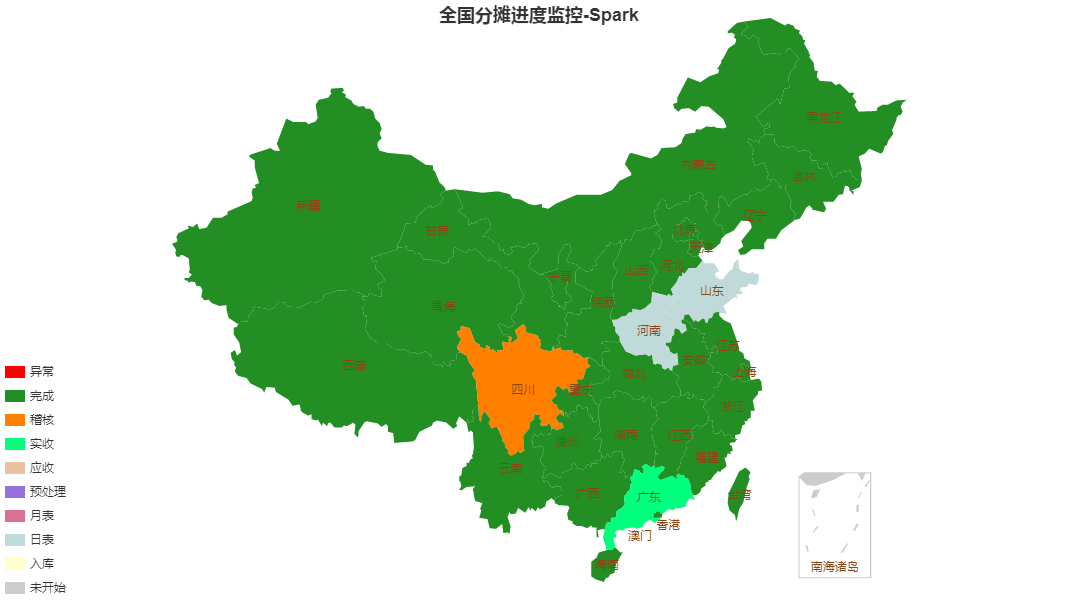 全国分摊进度监控-Spark
黑龙江
内蒙古
吉林
新疆
辽宁
甘肃
北京
天津
河北
山西
宁夏
山东
陕西
青海
河南
江苏
安徽
西藏
上海
湖北
四川
重庆
浙江
湖南
江西
贵州
福建
云南
广西
广东
台湾
香港
澳门
海南
南海诸岛
异常
完成
稽核
实收
应收
预处理
月表
日表
入库
未开始